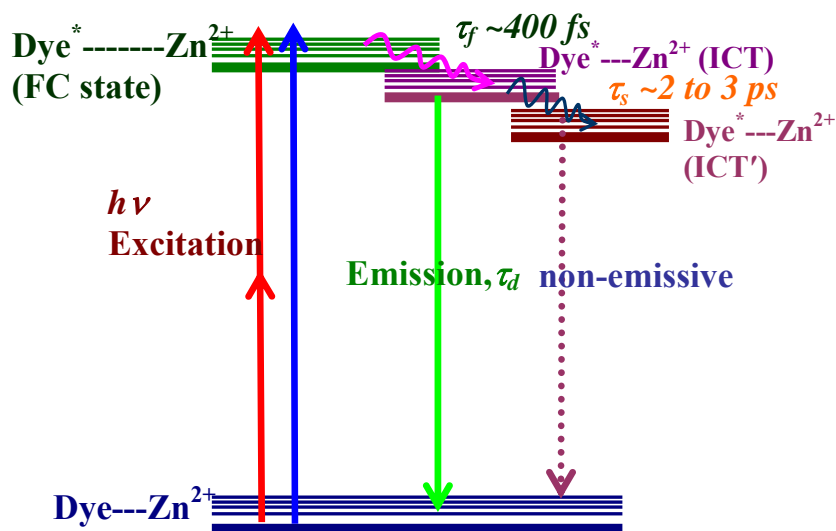 Dye*-------Zn²⁺
(FC state)
τf ~400 fs
Dye*---Zn²⁺ (ICT)
τs ~2 to 3 ps
Dye*---Zn²⁺
(ICT′)
hν
Excitation
Emission, τd
non-emissive
Dye---Zn²⁺